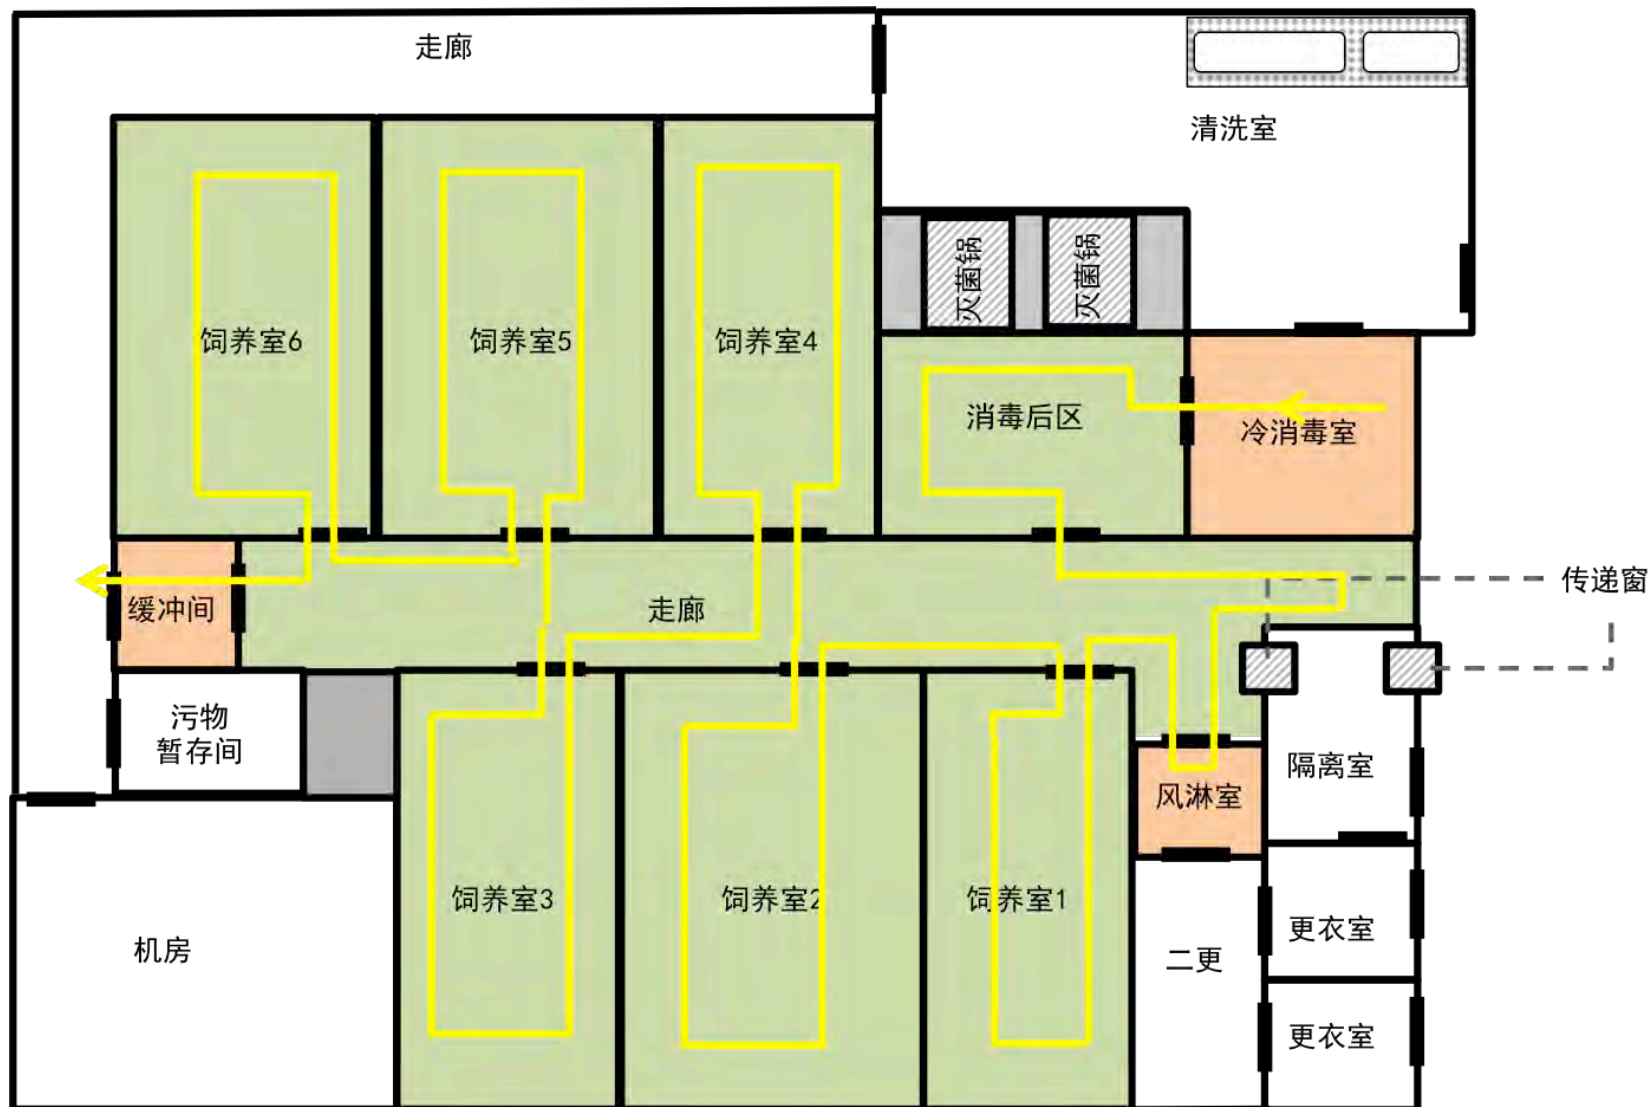 走廊
清洗室
灭菌锅
灭菌锅
饲养室6
饲养室5
饲养室4
消毒后区
冷消毒室
传递窗
缓冲间
走廊
污物
暂存间
隔离室
风淋室
饲养室3
饲养室2
饲养室1
更衣室
机房
二更
更衣室